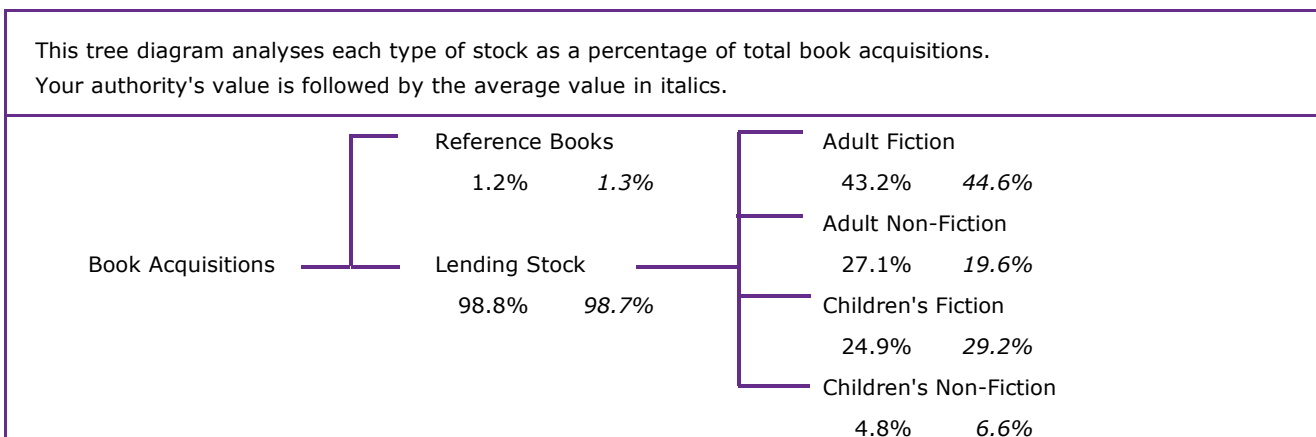 This tree diagram analyses each type of stock as a percentage of total book acquisitions.
Your authority's value is followed by the average value in italics.
Reference Books
1.2% 1.3%
Book Acquisitions
Lending Stock
98.8% 98.7%
Adult Fiction
43.2% 44.6%
Adult Non-Fiction
27.1% 19.6%
Children's Fiction
24.9% 29.2%
Children's Non-Fiction
4.8% 6.6%